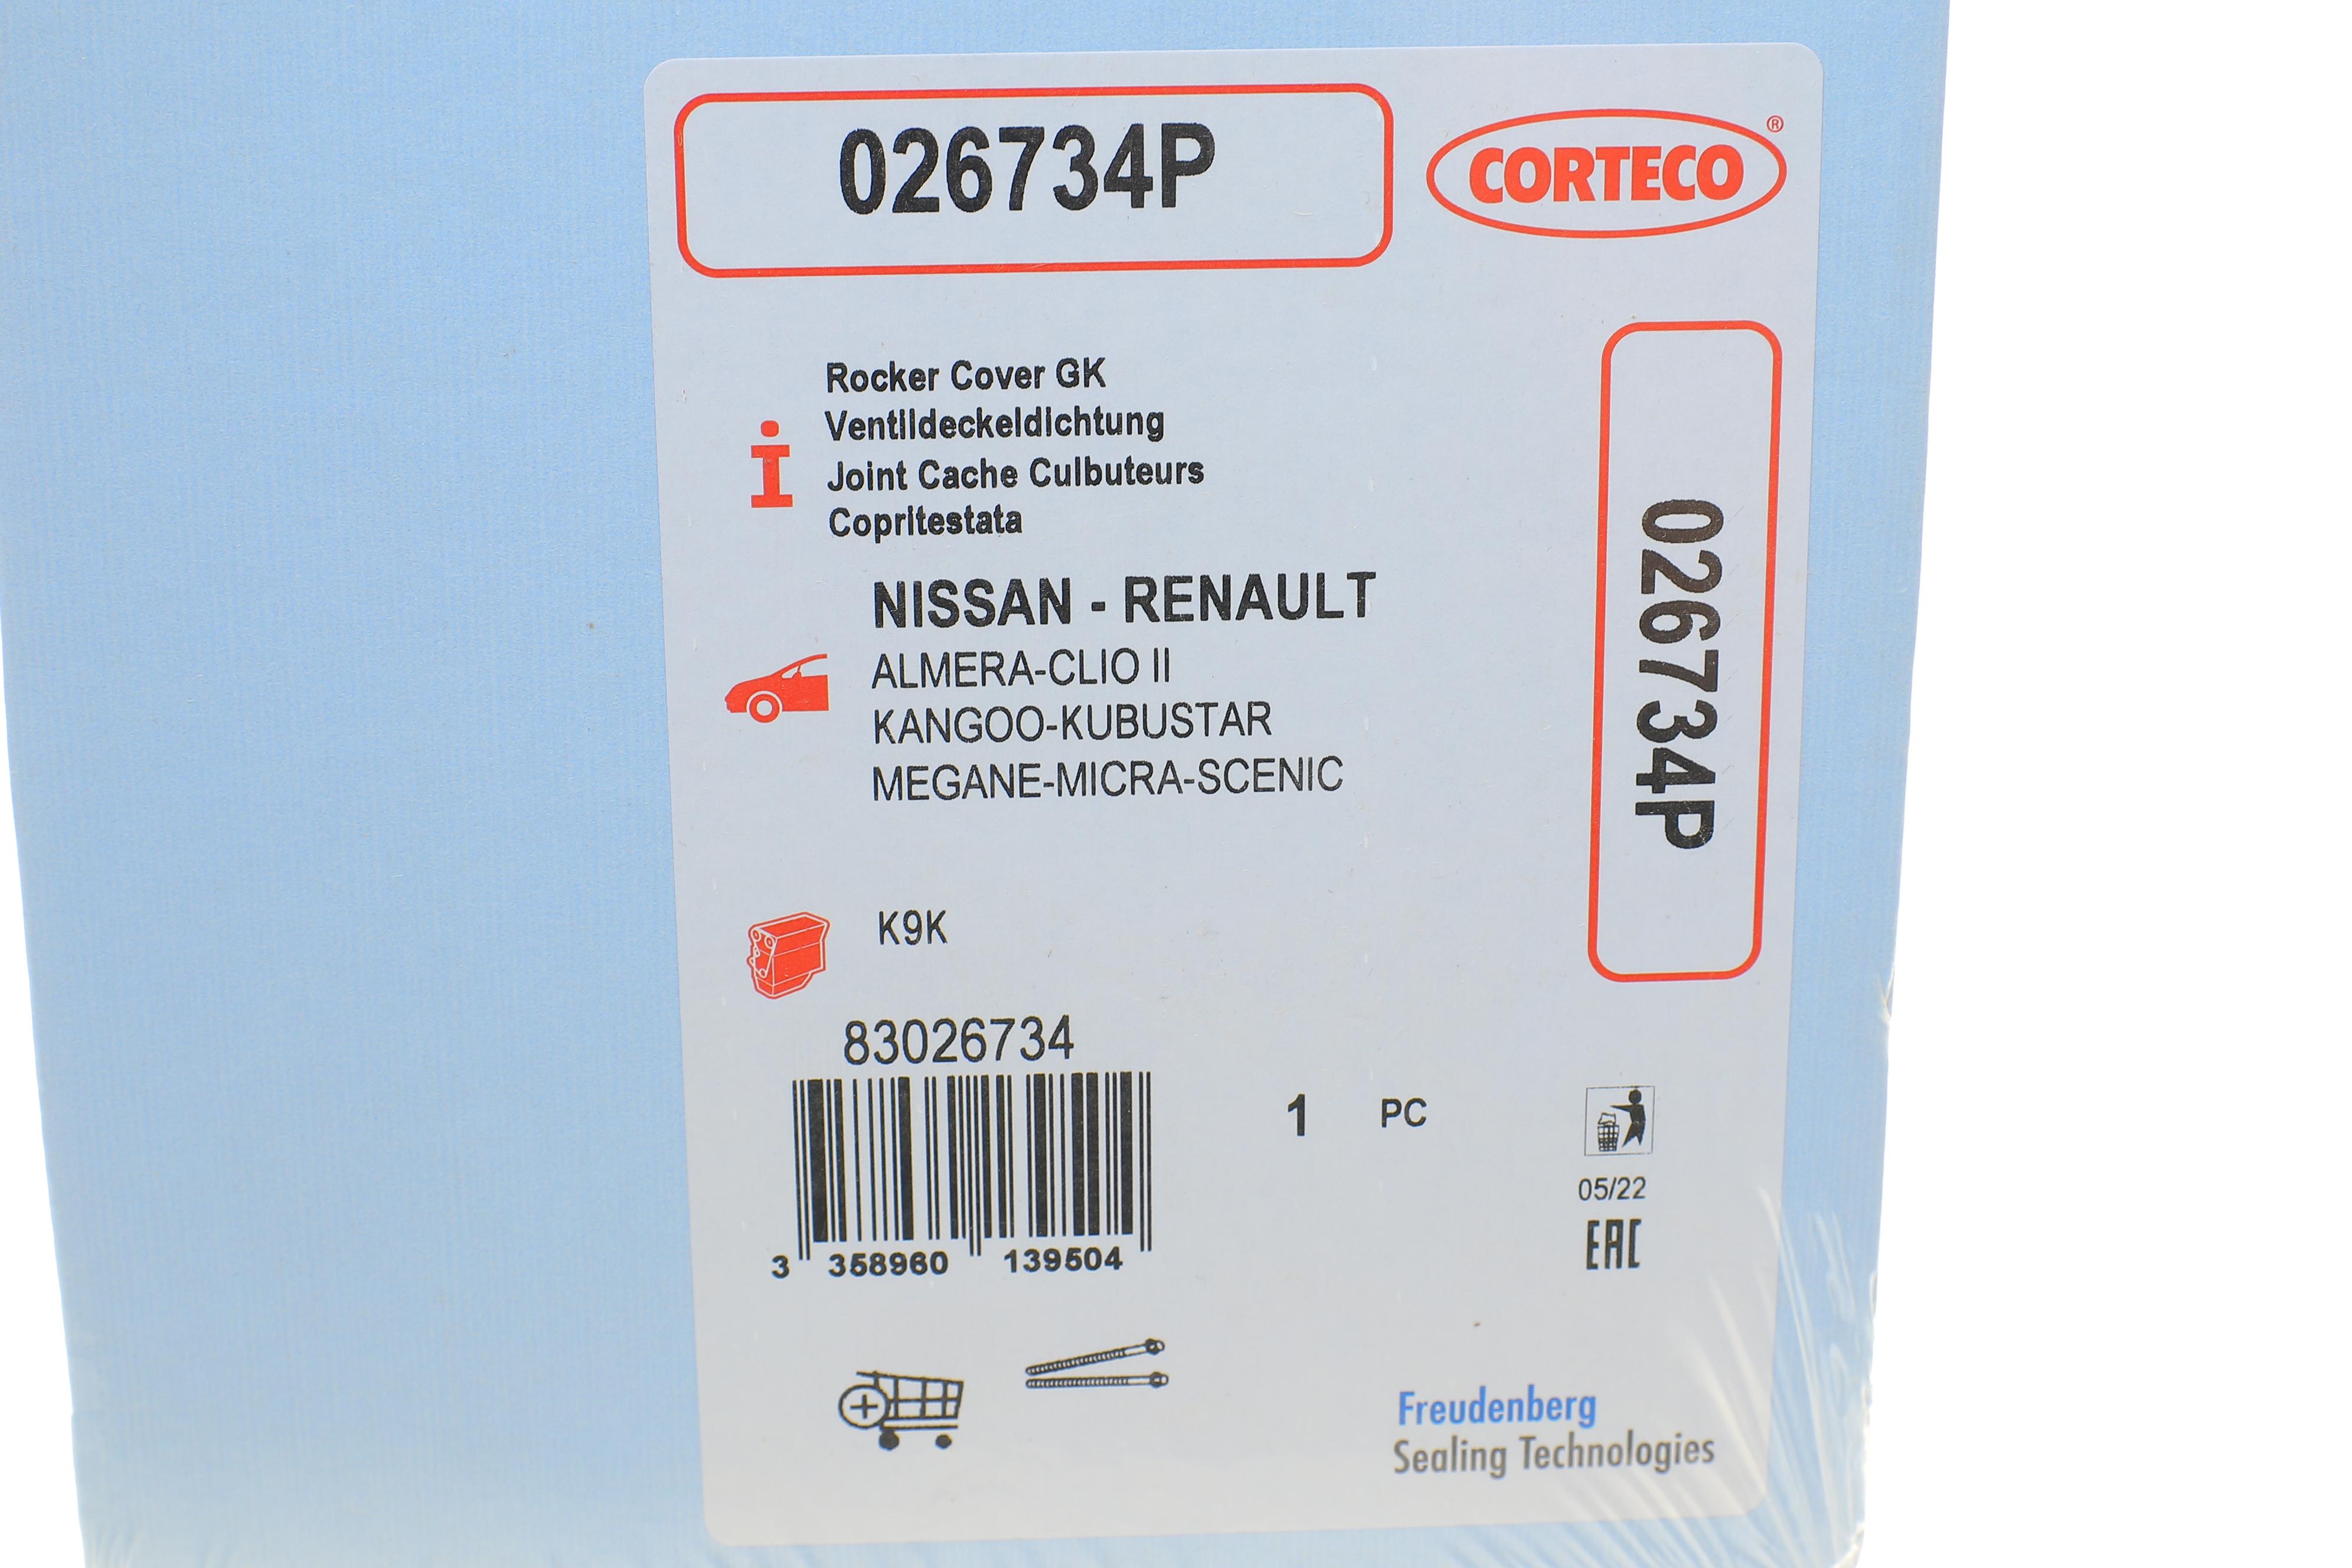 026734P
CORTECO ®
Rocker Cover GK
Ventildeckeldichtung
Joint Cache Culbuteurs
Copritestata
NISSAN - RENAULT
ALMERA-CLIO II
KANGOO-KUBUSTAR
MEGANE-MICRA-SCENIC
026734P
K9K
83026734
3 358960 139504
1 PC
05/22
EAC
Freudenberg
Sealing Technologies